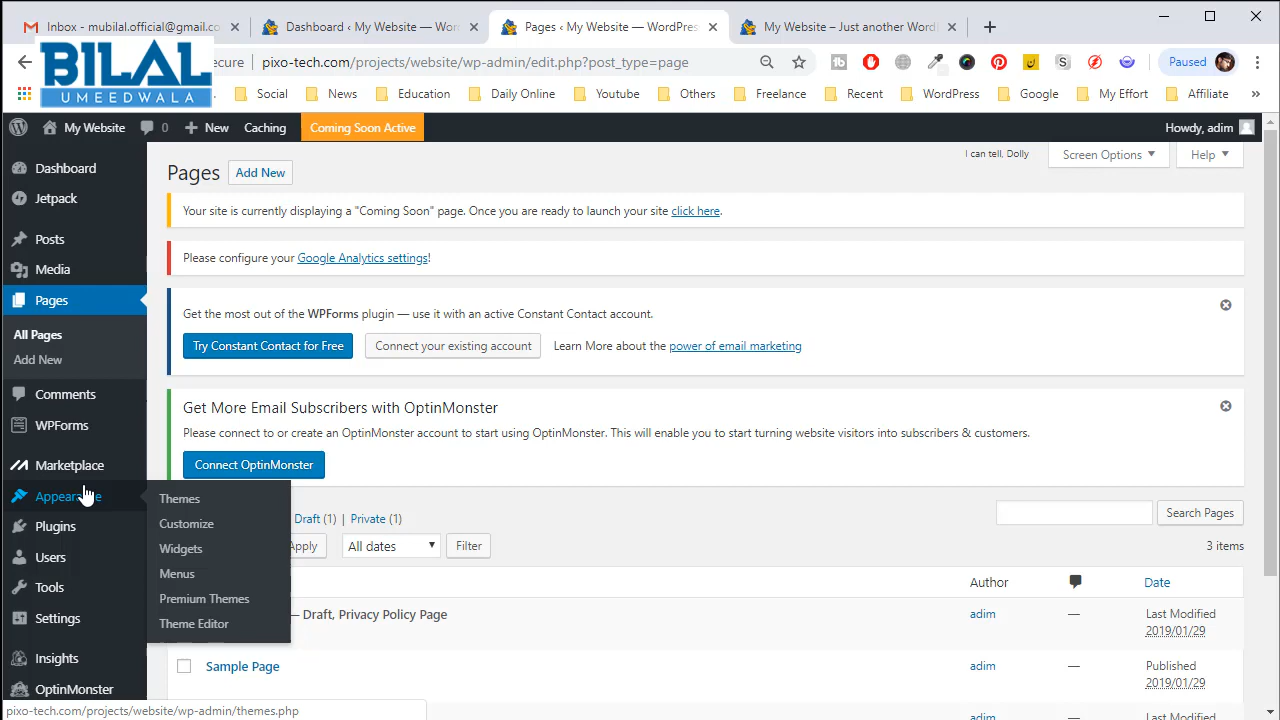 Inbox - mubilal.official@gmail.co
Dashboard ‹ My Website — Wor
Pages ‹ My Website — WordPress
My Website – Just another Word
BILAL
UMEEDWALA
ecure
pixo-tech.com/projects/website/wp-admin/edit.php?post_type=page
Paused
Social
News
Education
Daily Online
Youtube
Others
Freelan
Recent
WordPress
Google
My Effort
Affiliate
»
My Website
0
New
Caching
Coming Soon Active
Howdy, adim
Dashboard
Jetpack
Posts
Media
Pages
All Pages
Add New
Comments
WPForms
Marketplace
Appearance
Plugins
Users
Tools
Settings
Insights
OptinMonster
Themes
Customize
Widgets
Menus
Premium Themes
Theme Editor
I can tell, Dolly
Screen Options
Help
Pages
Add New
Your site is currently displaying a "Coming Soon" page. Once you are ready to launch your site click here.
Please configure your Google Analytics settings!
Get the most out of the WPForms plugin — use it with an active Constant Contact account.
Try Constant Contact for Free
Connect your existing account
Learn More about the power of email marketing
Get More Email Subscribers with OptinMonster
Please connect to or create an OptinMonster account to start using OptinMonster. This will enable you to start turning website visitors into subscribers & customers.
Connect OptinMonster
Draft (1) | Private (1)
Search Pages
Apply
All dates
Filter
3 items
Author
Date
— Draft, Privacy Policy Page
adim
—
Last Modified
2019/01/29
Sample Page
adim
—
Published
2019/01/29
adim
—
Last Modified
pixo-tech.com/projects/website/wp-admin/themes.php